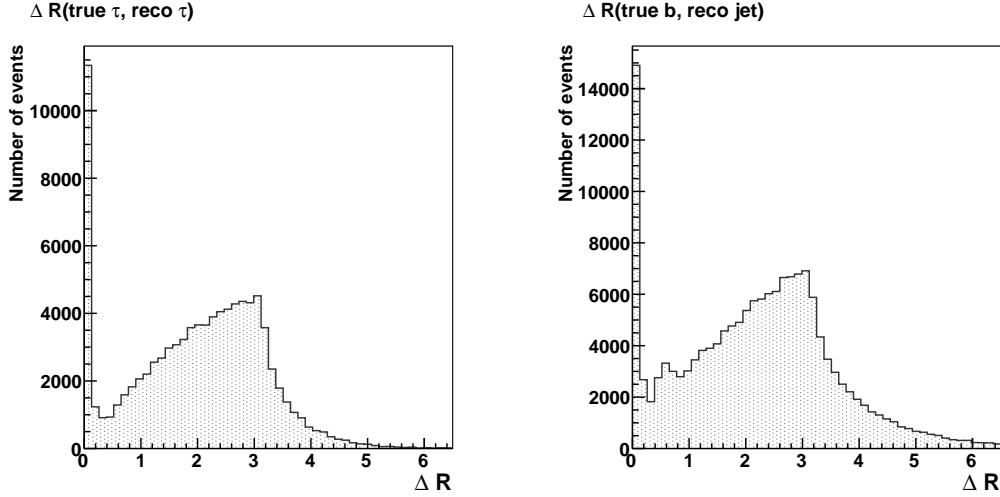 Δ R(true τ, reco τ)
Number of events
10000
8000
6000
4000
2000
0
0 1 2 3 4 5 6
Δ R
Δ R(true b, reco jet)
Number of events
14000
12000
10000
8000
6000
4000
2000
0
0 1 2 3 4 5 6
Δ R